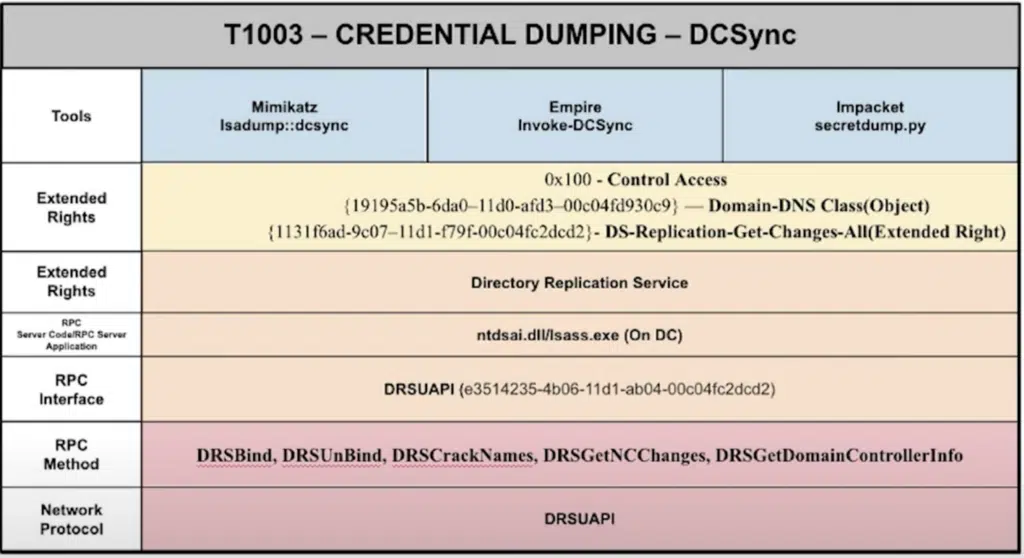 T1003 – CREDENTIAL DUMPING – DCSync
Tools
Mimikatz
lsadump::dcsync
Empire
Invoke-DCSync
Impacket
secretdump.py
Extended
Rights
0x100 - Control Access
{19195a5b-6da0–11d0-afd3–00c04fd930c9} — Domain-DNS Class(Object)
{1131f6ad-9c07–11d1-f79f-00c04fc2dcd2}- DS-Replication-Get-Changes-All(Extended Right)
Extended
Rights
Directory Replication Service
RPC
Server Code/RPC Server
Application
ntdsai.dll/lsass.exe (On DC)
RPC
Interface
DRSUAPI (e3514235-4b06-11d1-ab04-00c04fc2dcd2)
RPC
Method
DRSBind, DRSUnBind, DRSCrackNames, DRSGetNCChanges, DRSGetDomainControllerInfo
Network
Protocol
DRSUAPI